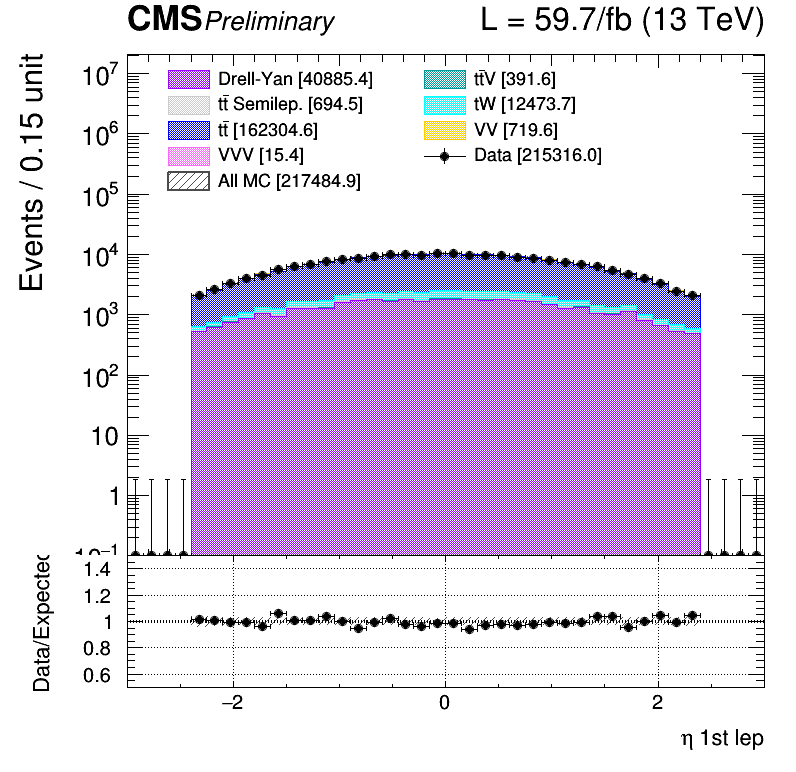 CMS Preliminary L = 59.7/fb (13 TeV)
Events / 0.15 unit
10⁷
10⁶
10⁵
10⁴
10³
10²
10
1
10⁻¹
Drell-Yan [40885.4]
tt̄ Semilep. [694.5]
tt̄ [162304.6]
VVV [15.4]
All MC [217484.9]
tt̄V [391.6]
tW [12473.7]
VV [719.6]
Data [215316.0]
Data/Expected
1.4
1.2
1
0.8
0.6
−2 0 2
η 1st lep